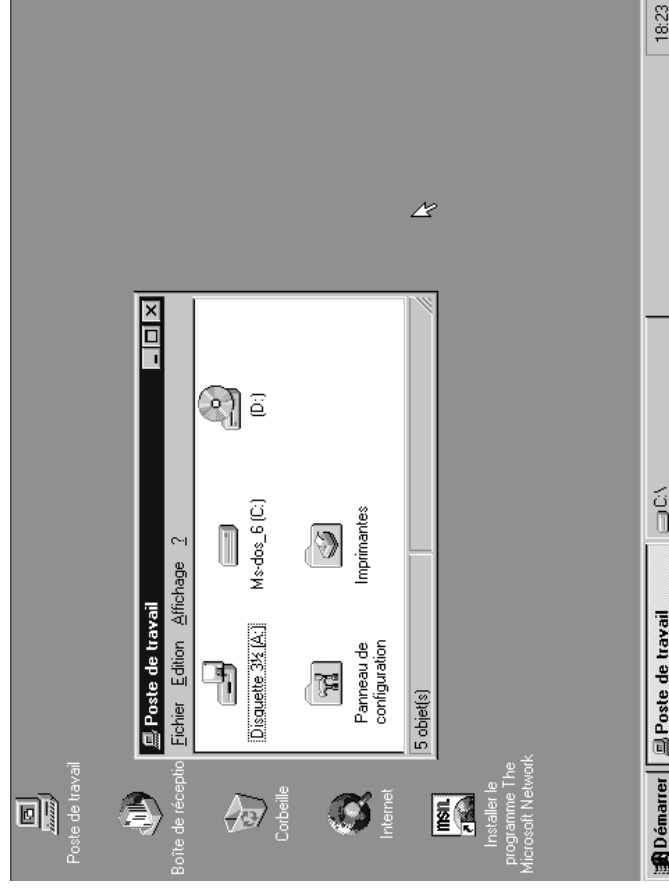 Poste de travail
Boîte de réceptio
Corbeille
Internet
msn.
Installer le
programme The
Microsoft Network
Poste de travail
Fichier Edition Affichage ?
Disquette 3½ (A:)
Ms-dos_6 (C:)
(D:)
Panneau de
configuration
Imprimantes
5 objet(s)
Démarrer
Poste de travail
C:\
18:23